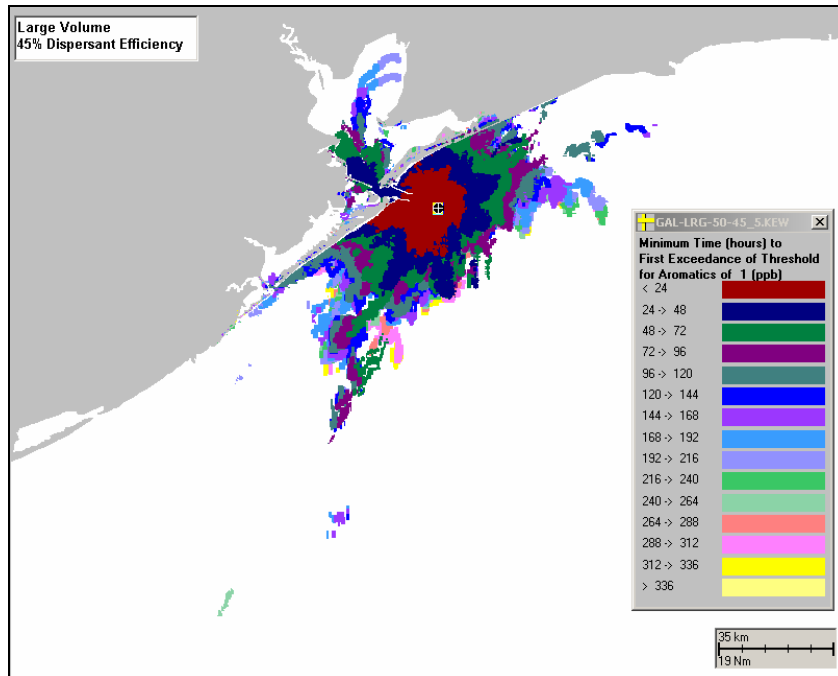 Large Volume
45% Dispersant Efficiency
GAL-LRG-50-45_5.KEW
Minimum Time (hours) to
First Exceedance of Threshold
for Aromatics of 1 (ppb)
< 24
24 -> 48
48 -> 72
72 -> 96
96 -> 120
120 -> 144
144 -> 168
168 -> 192
192 -> 216
216 -> 240
240 -> 264
264 -> 288
288 -> 312
312 -> 336
> 336
35 km
19 Nm